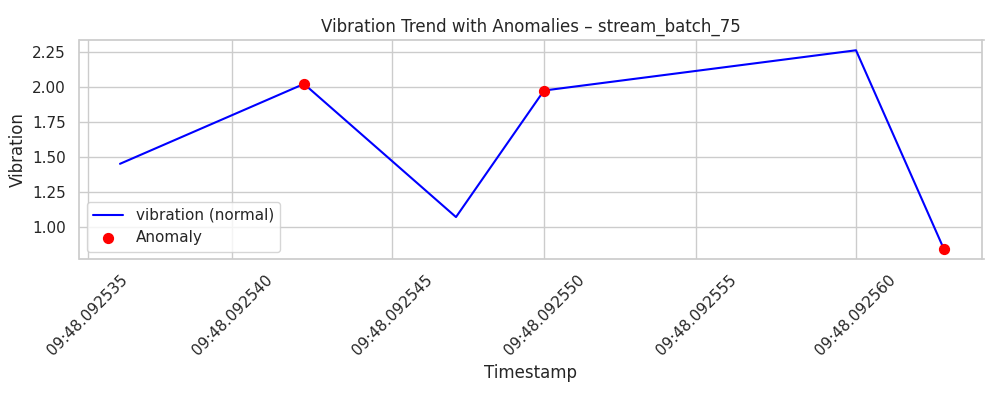 Vibration Trend with Anomalies – stream_batch_75
2.25
2.00
1.75
1.50
1.25
1.00
Vibration
vibration (normal)
Anomaly
09:48.092535
09:48.092540
09:48.092545
09:48.092550
09:48.092555
09:48.092560
Timestamp